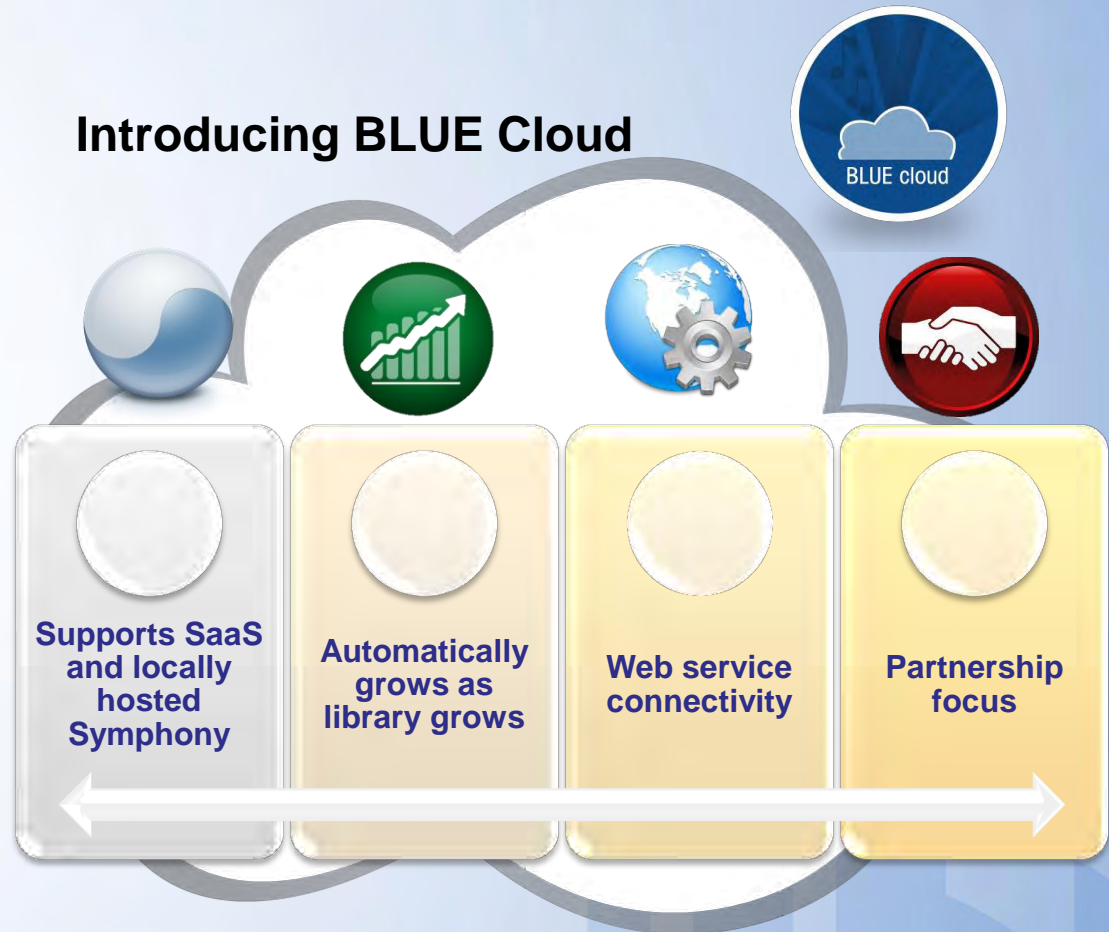 Introducing BLUE Cloud
BLUE cloud
Supports SaaS
and locally
hosted
Symphony
Automatically
grows as
library grows
Web service
connectivity
Partnership
focus